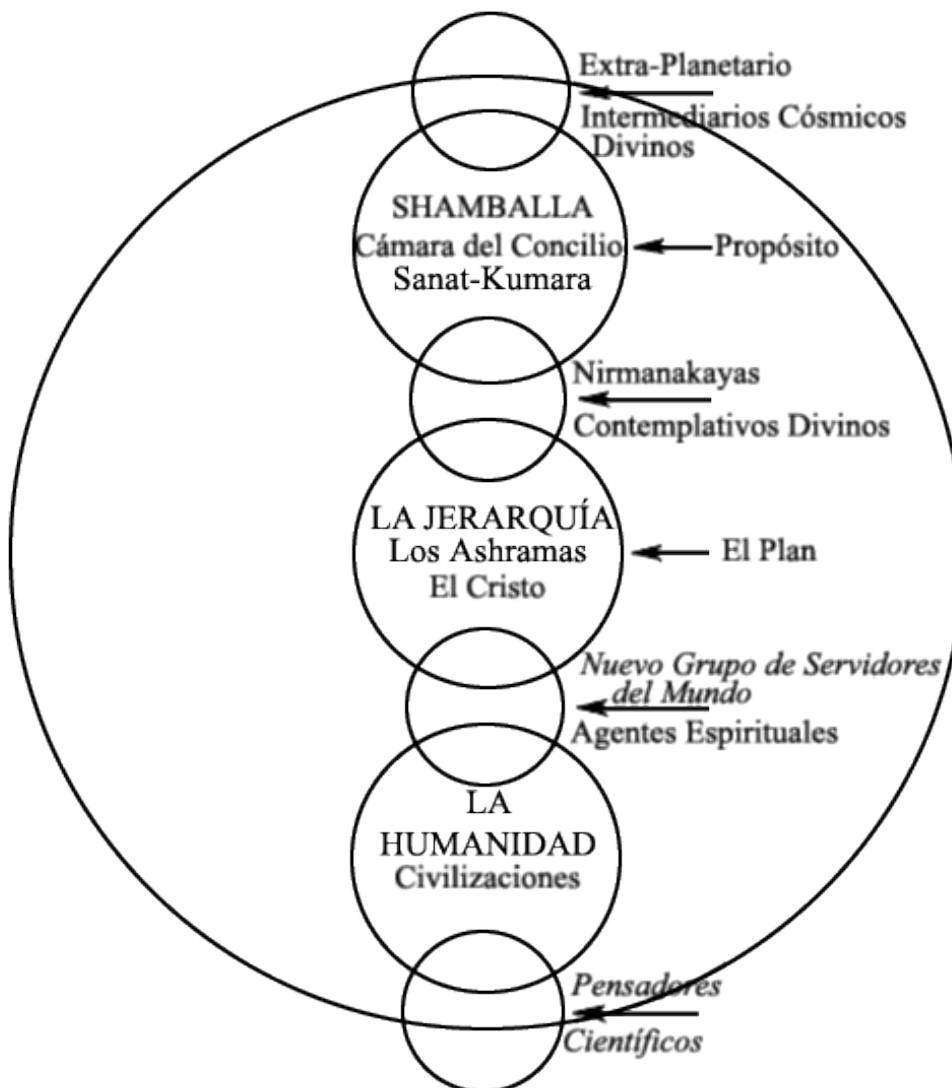 Extra-Planetario
Intermediarios Cósmicos
Divinos
SHAMBALLA
Cámara del Concilio
Sanat-Kumara
Propósito
Nirmanakayas
Contemplativos Divinos
LA JERARQUÍA
Los Ashramas
El Cristo
El Plan
Nuevo Grupo de Servidores
del Mundo
Agentes Espirituales
LA
HUMANIDAD
Civilizaciones
Pensadores
Científicos